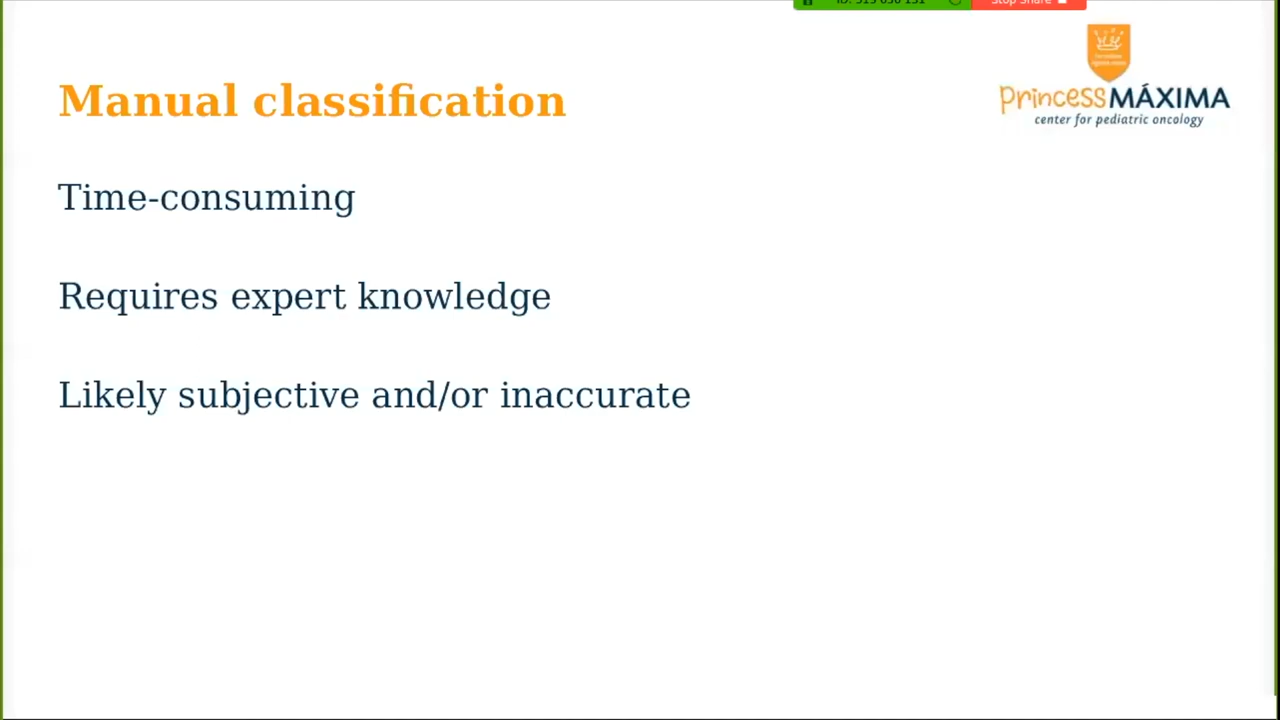 Manual classification
PrincessMÁXIMA
center for pediatric oncology
Time-consuming
Requires expert knowledge
Likely subjective and/or inaccurate